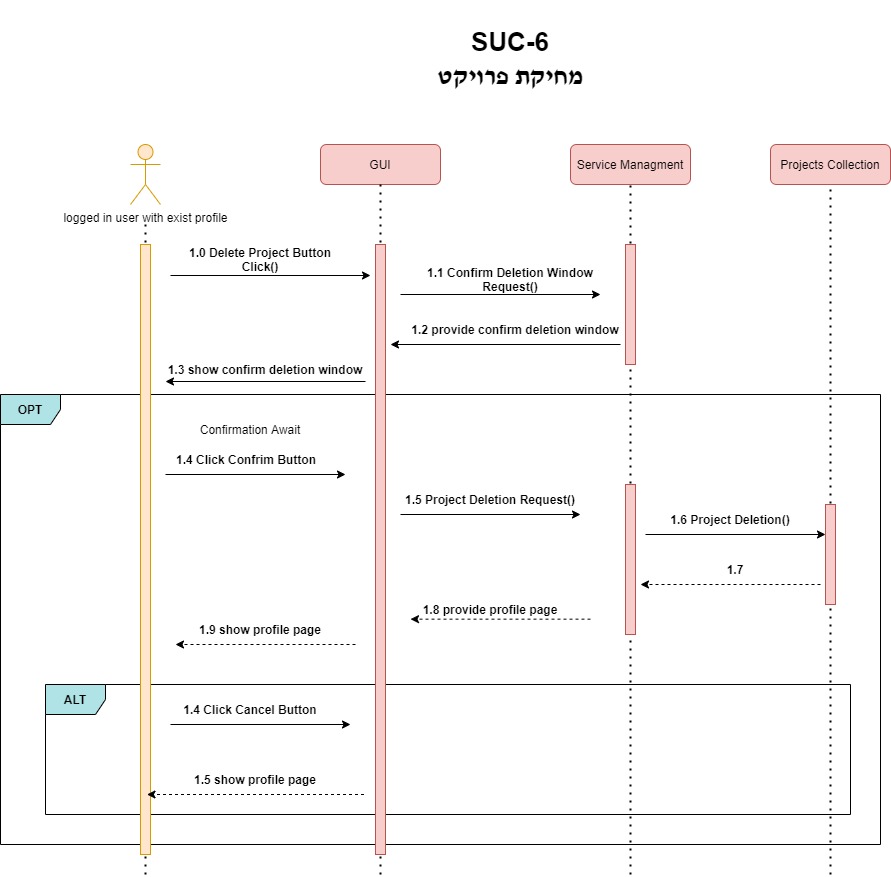 SUC-6
מחיקת פרויקט
GUI
Service Managment
Projects Collection
logged in user with exist profile
1.0 Delete Project Button
Click()
1.1 Confirm Deletion Window
Request()
1.2 provide confirm deletion window
1.3 show confirm deletion window
OPT
Confirmation Await
1.4 Click Confrim Button
1.5 Project Deletion Request()
1.6 Project Deletion()
1.7
1.8 provide profile page
1.9 show profile page
ALT
1.4 Click Cancel Button
1.5 show profile page